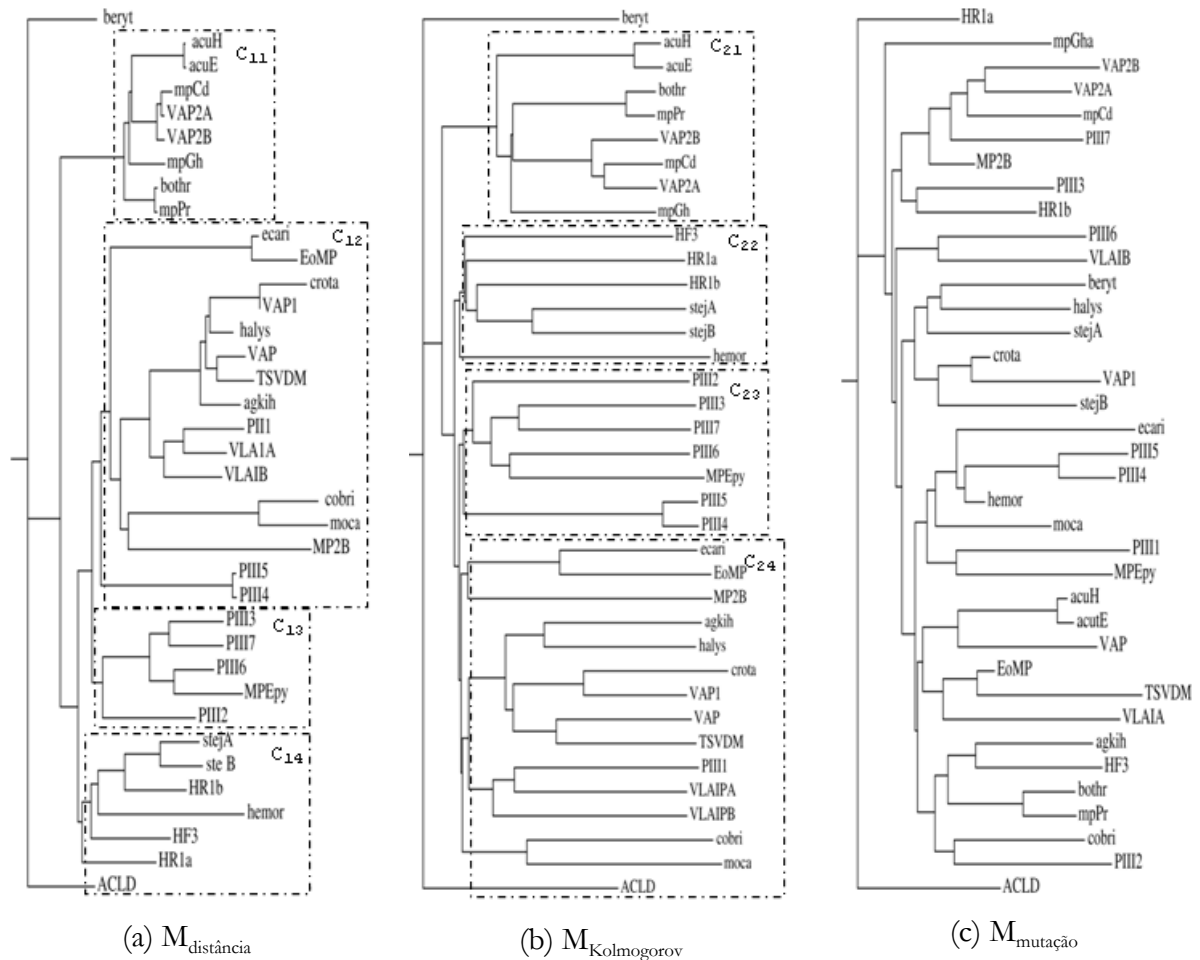 beryt
C11
acuH
acuE
mpCd
VAP2A
VAP2B
mpGh
bothr
mpPr
C12
ecari
EoMP
crota
VAP1
halys
VAP
TSVDM
agkih
PII1
VLA1A
VLAIB
cobri
moca
MP2B
PIII5
PIII4
C13
PIII3
PIII7
PIII6
MPEpy
PIII2
C14
stejA
ste B
HR1b
hemor
HF3
HR1a
ACLD
(a) Mdistância
beryt
C21
acuH
acuE
bothr
mpPr
VAP2B
mpCd
VAP2A
mpGh
C22
HF3
HR1a
HR1b
stejA
stejB
hemor
C23
PIII2
PIII3
PIII7
PIII6
MPEpy
PIII5
PIII4
C24
ecari
EoMP
MP2B
agkih
halys
crota
VAP1
VAP
TSVDM
PIII1
VLAIPA
VLAIPB
cobri
moca
ACLD
(b) MKolmogorov
HR1a
mpGha
VAP2B
VAP2A
mpCd
PIII7
MP2B
PIII3
HR1b
PIII6
VLAIB
beryt
halys
stejA
crota
VAP1
stejB
ecari
PIII5
PIII4
hemor
moca
PIII1
MPEpy
acuH
acutE
VAP
EoMP
TSVDM
VLAIA
agkih
HF3
bothr
mpPr
cobri
PIII2
ACLD
(c) Mmutação